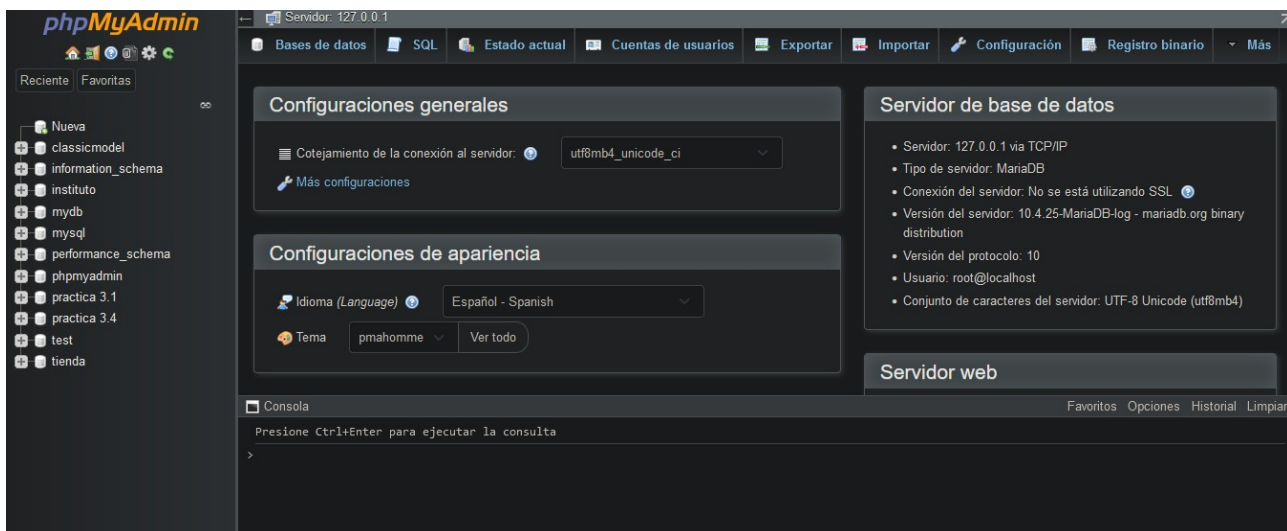 phpMyAdmin
Reciente Favoritas
Nueva
classicmodel
information_schema
instituto
mydb
mysql
performance_schema
phpmyadmin
practica 3.1
practica 3.4
test
tienda
Servidor: 127.0.0.1
Bases de datos SQL Estado actual Cuentas de usuarios Exportar Importar Configuración Registro binario Más
Configuraciones generales
Cotejamiento de la conexión al servidor: utf8mb4_unicode_ci
Más configuraciones
Configuraciones de apariencia
Idioma (Language) Español - Spanish
Tema pmahomme Ver todo
Servidor de base de datos
• Servidor: 127.0.0.1 via TCP/IP
• Tipo de servidor: MariaDB
• Conexión del servidor: No se está utilizando SSL
• Versión del servidor: 10.4.25-MariaDB-log - mariadb.org binary
distribution
• Versión del protocolo: 10
• Usuario: root@localhost
• Conjunto de caracteres del servidor: UTF-8 Unicode (utf8mb4)
Servidor web
Consola Favoritos Opciones Historial Limpiar
Presione Ctrl+Enter para ejecutar la consulta
>